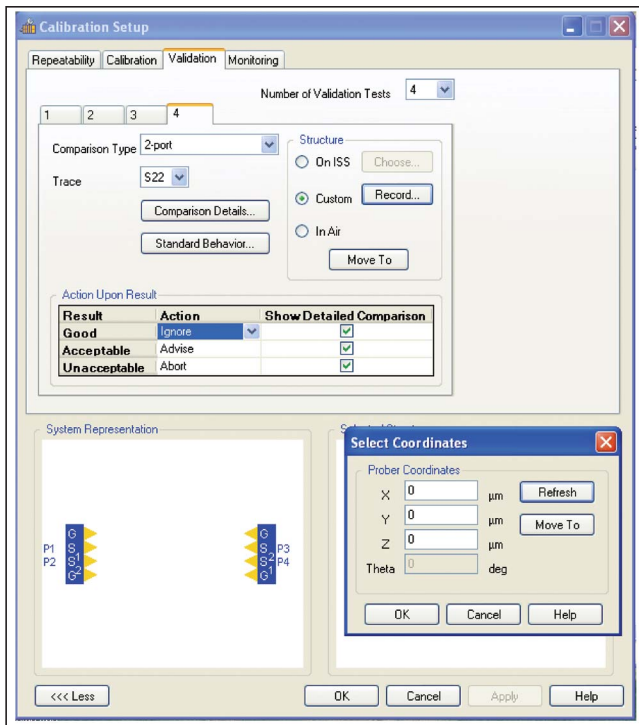 Calibration Setup
Repeatability Calibration Validation Monitoring
Number of Validation Tests 4
1 2 3 4
Comparison Type 2-port
Trace S22
Comparison Details...
Standard Behavior...
Structure
On ISS Choose...
Custom Record...
In Air
Move To
Action Upon Result
Result Action Show Detailed Comparison
Good Ignore
Acceptable Advise
Unacceptable Abort
System Representation
P1
P2
G
S1
S2
G
G
S1
S2
G
P3
P4
Select Coordinates
Prober Coordinates
X 0 µm Refresh
Y 0 µm Move To
Z 0 µm
Theta 0 deg
OK Cancel Help
<<< Less OK Cancel Apply Help